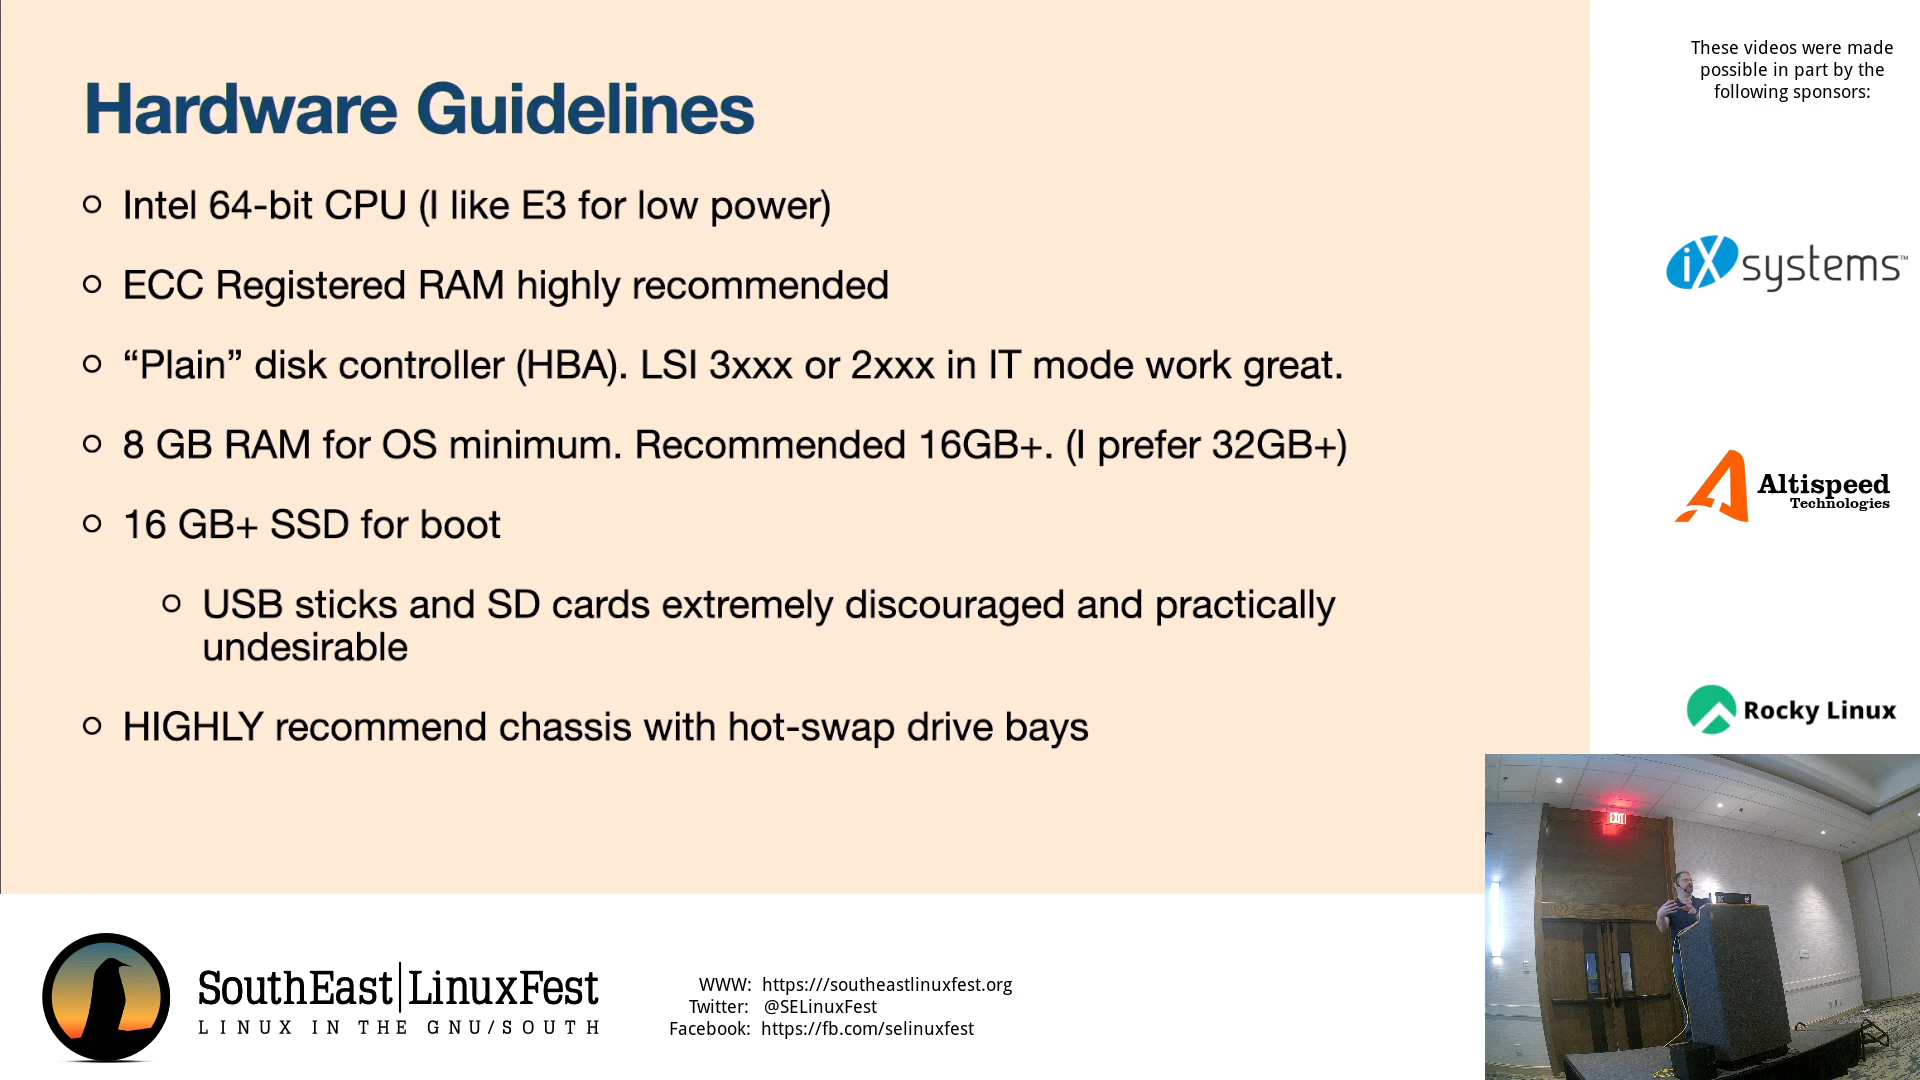 Hardware Guidelines
Intel 64-bit CPU (I like E3 for low power)
ECC Registered RAM highly recommended
“Plain” disk controller (HBA). LSI 3xxx or 2xxx in IT mode work great.
8 GB RAM for OS minimum. Recommended 16GB+. (I prefer 32GB+)
16 GB+ SSD for boot
USB sticks and SD cards extremely discouraged and practically
undesirable
HIGHLY recommend chassis with hot-swap drive bays
These videos were made
possible in part by the
following sponsors:
iXsystems™
Altispeed
Technologies
Rocky Linux
EXIT
SouthEast|LinuxFest
LINUX IN THE GNU/SOUTH
WWW: https:///southeastlinuxfest.org
Twitter: @SELinuxFest
Facebook: https://fb.com/selinuxfest